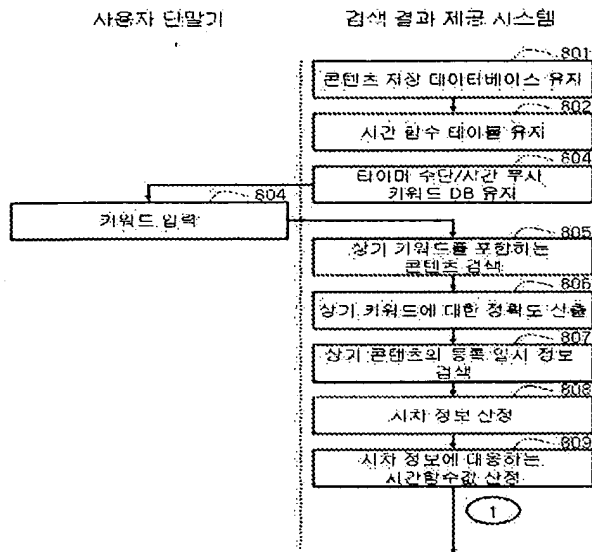 사용자 단말기
검색 결과 제공 시스템
801
콘텐츠 저장 데이터베이스 유지
802
시간 함수 테이블 유지
804
타이머 수단/시간 무사
키워드 DB 유지
804
키워드 입력
805
상기 키워드를 포함하는
콘텐츠 검색
806
상기 키워드에 대한 정확도 산출
807
상기 콘텐츠의 등록 일시 정보
검색
808
시차 정보 산정
809
시차 정보에 대응하는
시간함수값 산정
1